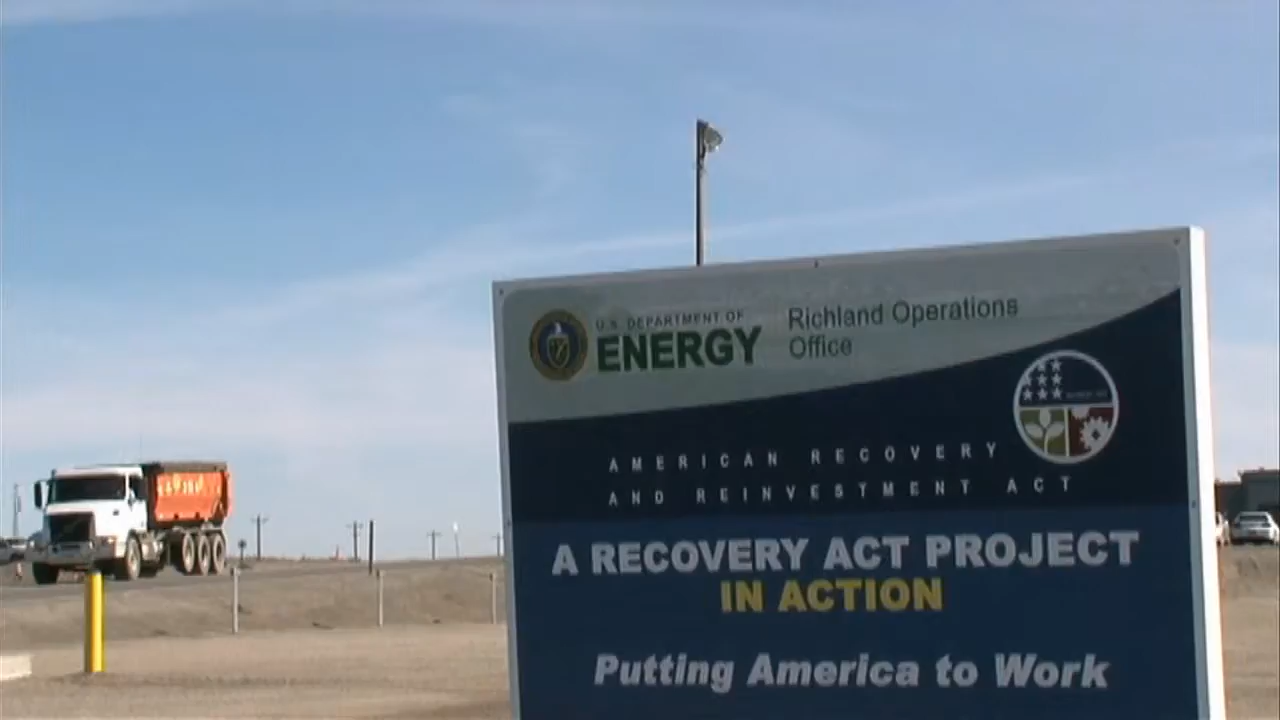 U.S. DEPARTMENT OF
ENERGY
Richland Operations
Office
AMERICAN RECOVERY
AND REINVESTMENT ACT
A RECOVERY ACT PROJECT
IN ACTION
Putting America to Work